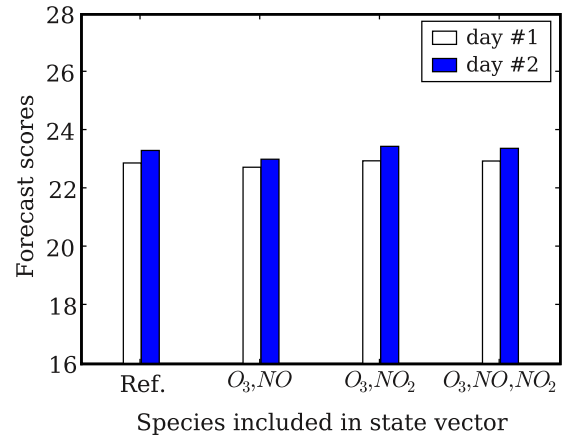 28
26
24
22
20
18
16
Forecast scores
day #1
day #2
Ref.
O₃,NO
O₃,NO₂
O₃,NO,NO₂
Species included in state vector